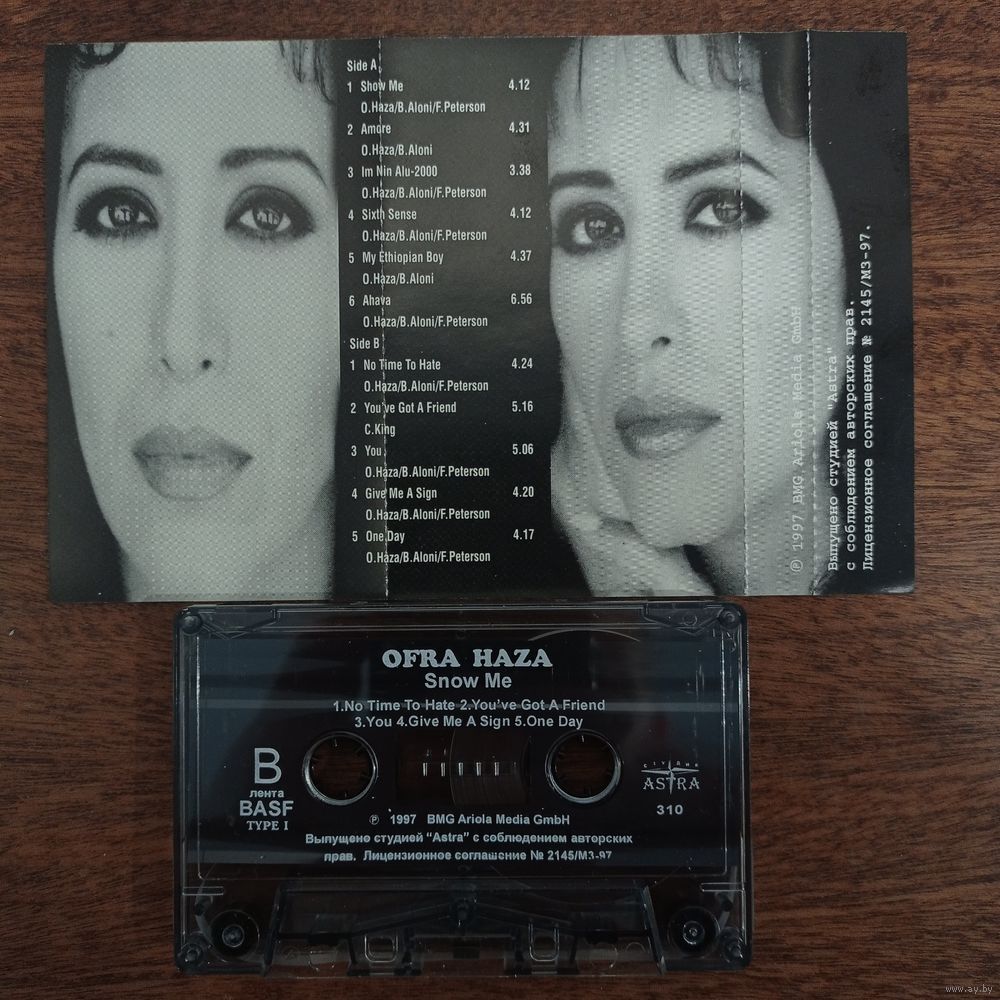 Side A
1 Show Me 4.12
O.Haza/B.Aloni/F.Peterson
2 Amore 4.31
O.Haza/B.Aloni
3 Im Nin Alu-2000 3.38
O.Haza/B.Aloni/F.Peterson
4 Sixth Sense 4.12
O.Haza/B.Aloni/F.Peterson
5 My Ethiopian Boy 4.37
O.Haza/B.Aloni
6 Ahava 6.56
O.Haza/B.Aloni/F.Peterson
Side B
1 No Time To Hate 4.24
O.Haza/B.Aloni/F.Peterson
2 You've Got A Friend 5.16
C.King
3 You 5.06
O.Haza/B.Aloni/F.Peterson
4 Give Me A Sign 4.20
O.Haza/B.Aloni/F.Peterson
5 One Day 4.17
O.Haza/B.Aloni/F.Peterson
℗ 1997 BMG Ariola Media GmbH
Выпущено студией "Astra"
с соблюдением авторских прав.
Лицензионное соглашение № 2145/МЗ-97.
OFRA HAZA
Snow Me
1.No Time To Hate 2.You've Got A Friend
3.You 4.Give Me A Sign 5.One Day
B
лента
BASF
TYPE I
СТУДИЯ
ASTRA
310
℗ 1997 BMG Ariola Media GmbH
Выпущено студией "Astra" с соблюдением авторских
прав. Лицензионное соглашение № 2145/МЗ-97
www.ay.by